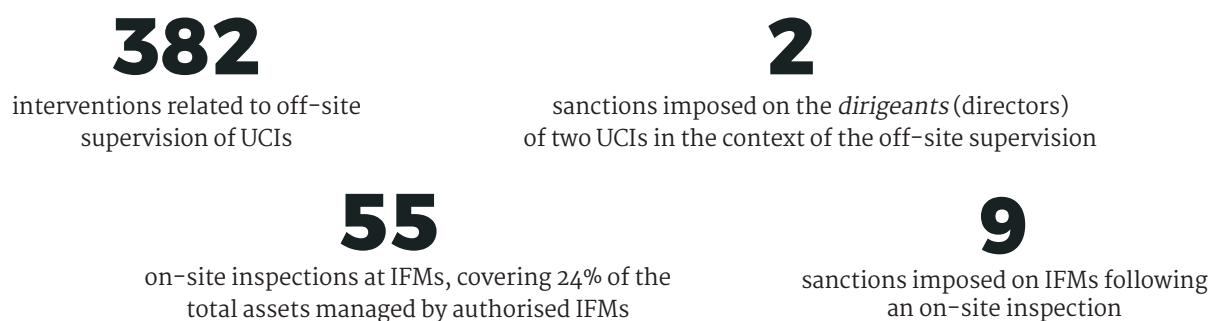 382
interventions related to off-site
supervision of UCIs
2
sanctions imposed on the dirigeants (directors)
of two UCIs in the context of the off-site supervision
55
on-site inspections at IFMs, covering 24% of the
total assets managed by authorised IFMs
9
sanctions imposed on IFMs following
an on-site inspection